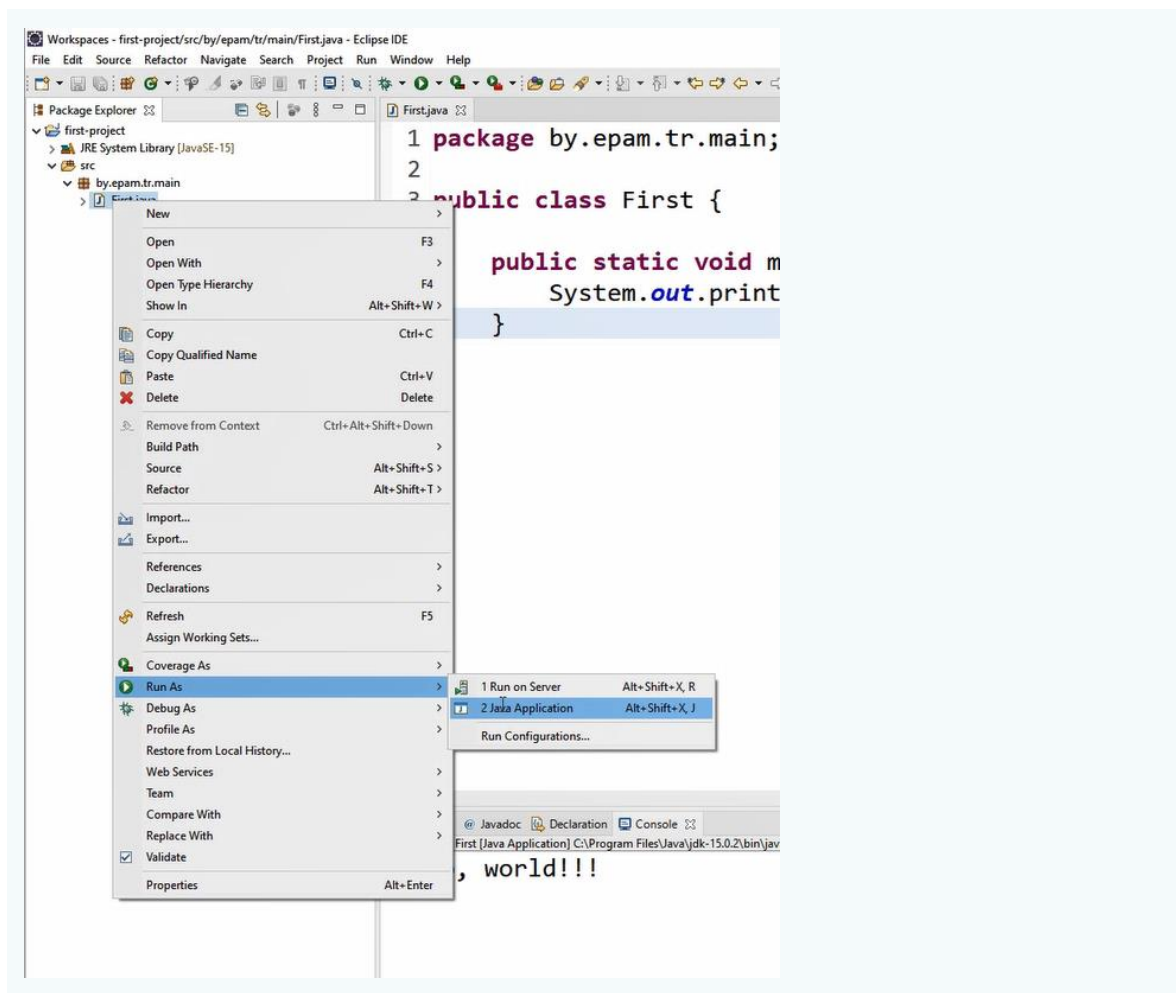 Workspaces - first-project/src/by/epam/tr/main/First.java - Eclipse IDE
File Edit Source Refactor Navigate Search Project Run Window Help
Package Explorer
First.java
first-project
JRE System Library [JavaSE-15]
src
by.epam.tr.main
First.java
1 package by.epam.tr.main;
2
3 public class First {
public static void m
System.out.print
}
New
Open F3
Open With
Open Type Hierarchy F4
Show In Alt+Shift+W
Copy Ctrl+C
Copy Qualified Name
Paste Ctrl+V
Delete Delete
Remove from Context Ctrl+Alt+Shift+Down
Build Path
Source Alt+Shift+S
Refactor Alt+Shift+T
Import...
Export...
References
Declarations
Refresh F5
Assign Working Sets...
Coverage As
Run As
Debug As
Profile As
Restore from Local History...
Web Services
Team
Compare With
Replace With
Validate
Properties Alt+Enter
1 Run on Server Alt+Shift+X, R
2 Java Application Alt+Shift+X, J
Run Configurations...
@ Javadoc Declaration Console
First [Java Application] C:\Program Files\Java\jdk-15.0.2\bin\jav
, world!!!